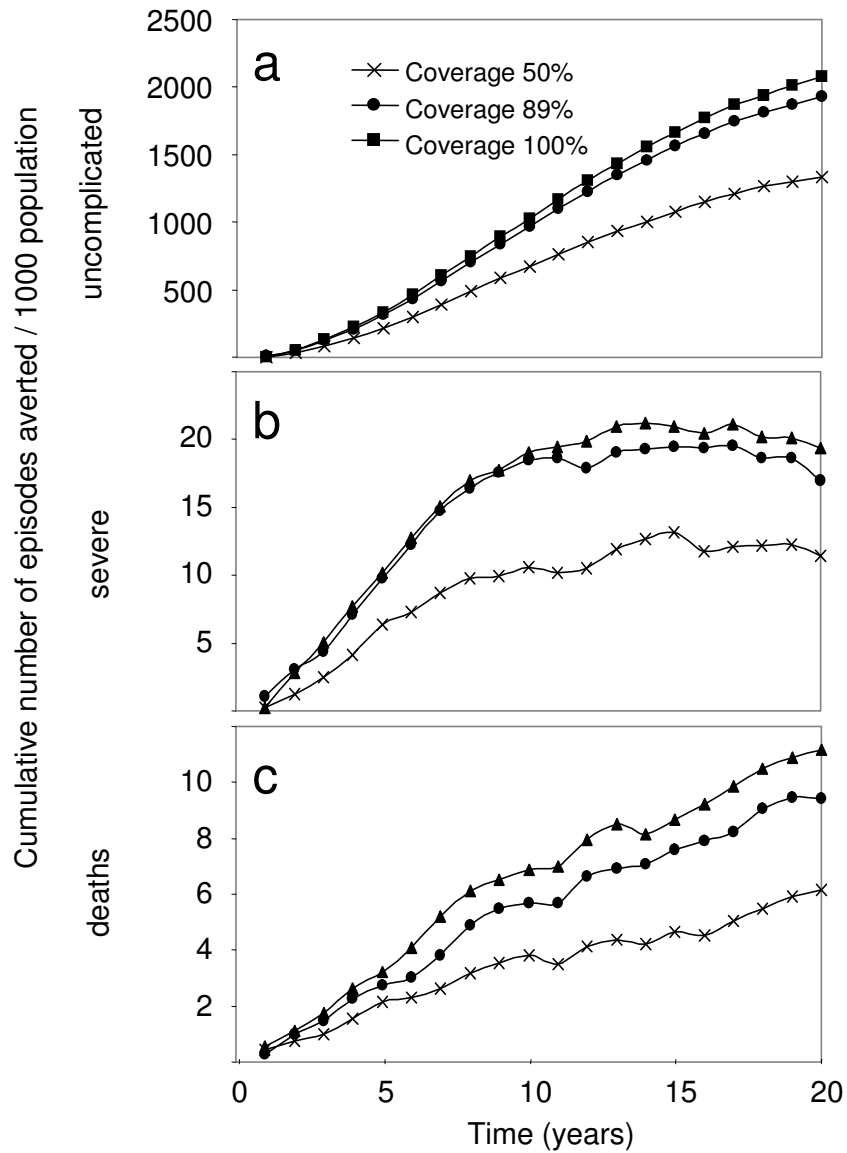 Cumulative number of episodes averted / 1000 population
uncomplicated
2500
2000
1500
1000
500
a
Coverage 50%
Coverage 89%
Coverage 100%
severe
20
15
10
5
b
deaths
10
8
6
4
2
c
0 5 10 15 20
Time (years)